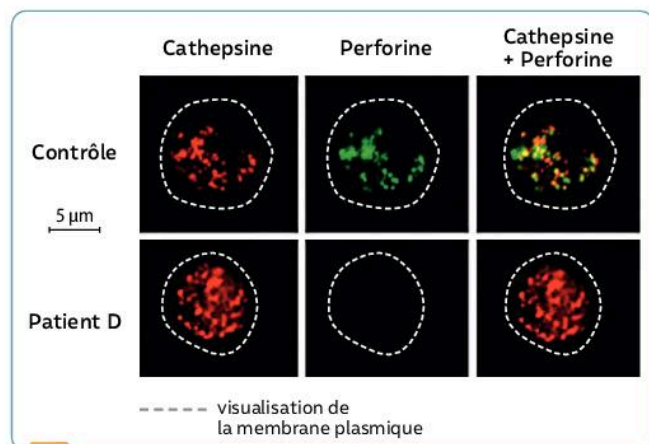 Cathepsine Perforine Cathepsine
+ Perforine
Contrôle
5 µm
Patient D
visualisation de
la membrane plasmique